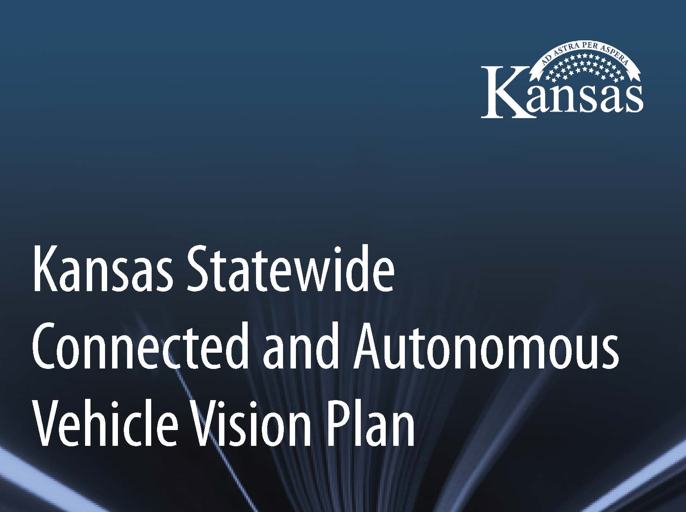 AD ASTRA PER ASPERA
Kansas
Kansas Statewide
Connected and Autonomous
Vehicle Vision Plan